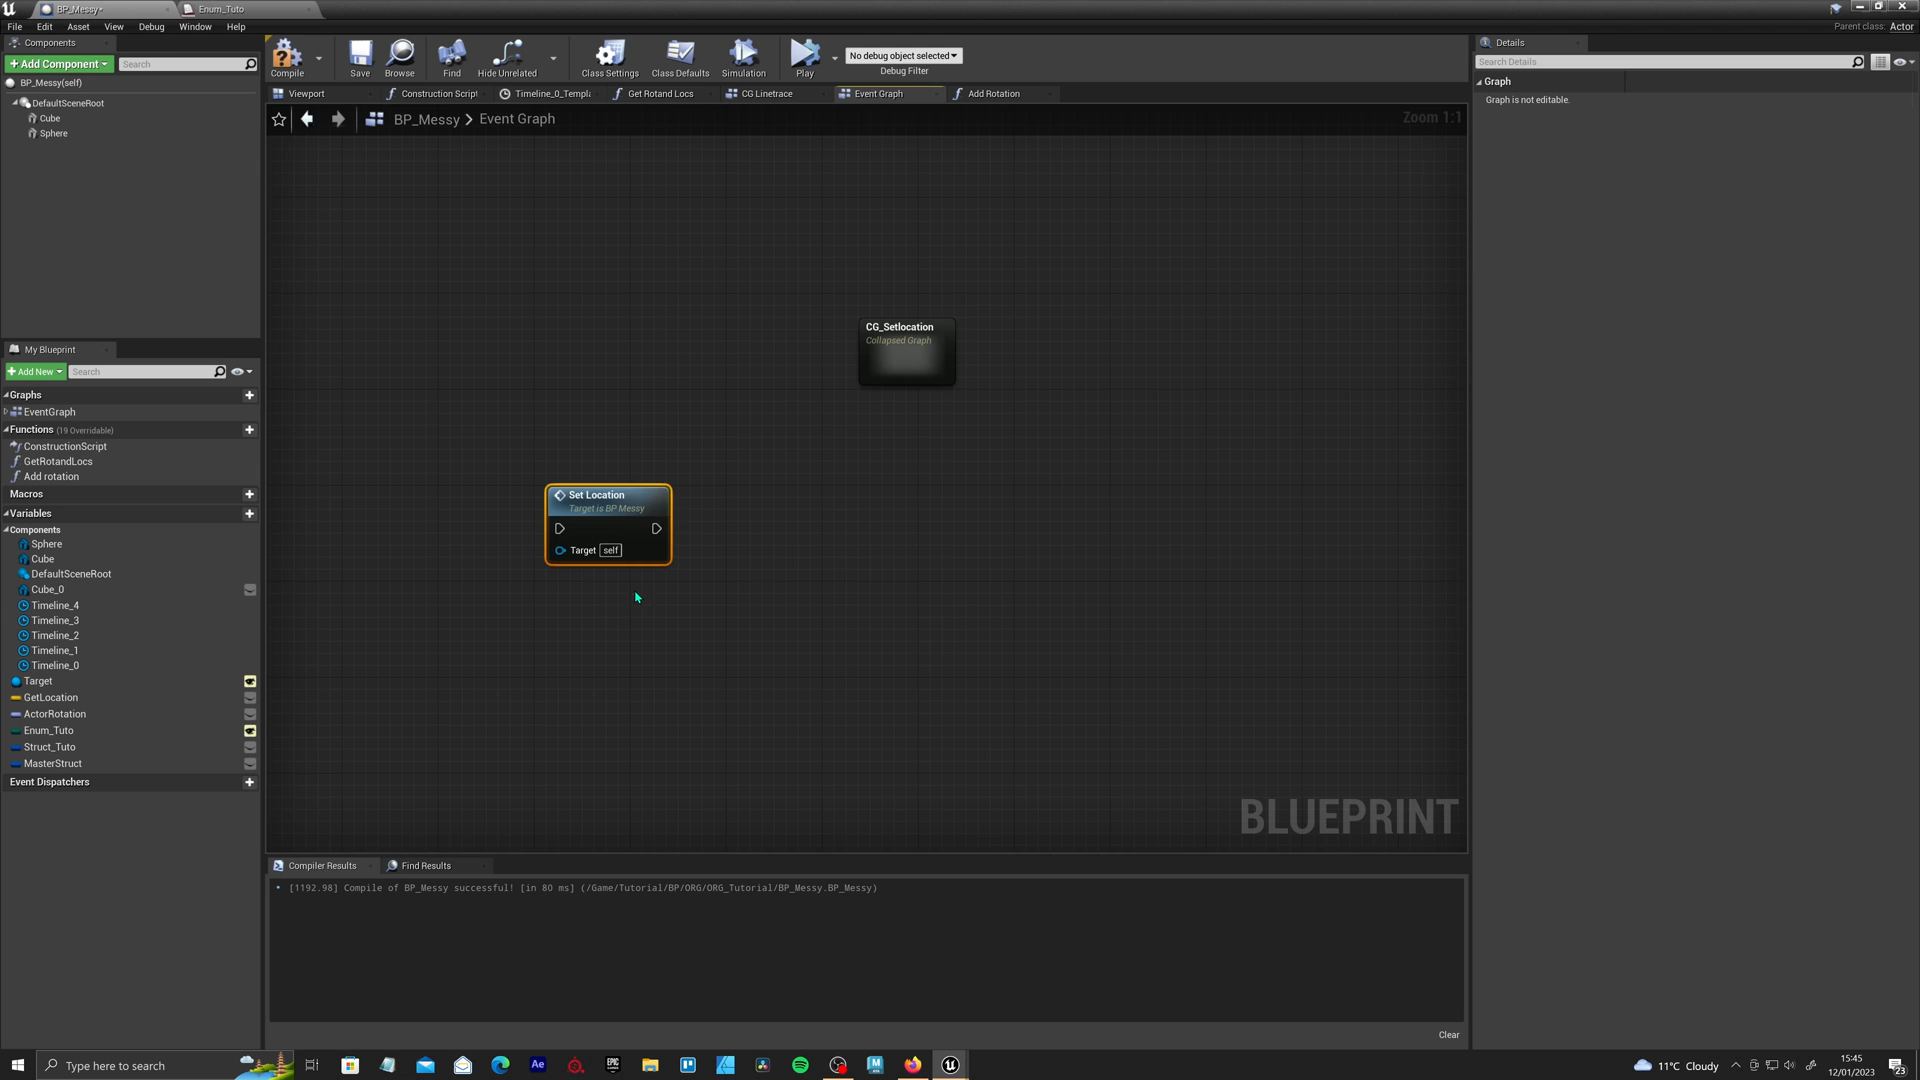 BP_Messy*
Enum_Tuto
File Edit Asset View Debug Window Help
Parent class: Actor
Components
+ Add Component
Search
BP_Messy(self)
DefaultSceneRoot
Cube
Sphere
Compile
Save
Browse
Find
Hide Unrelated
Class Settings
Class Defaults
Simulation
Play
No debug object selected
Debug Filter
Viewport
Construction Script
Timeline_0_Templa
Get Rotand Locs
CG Linetrace
Event Graph
Add Rotation
BP_Messy > Event Graph
Zoom 1:1
CG_Setlocation
Collapsed Graph
Set Location
Target is BP Messy
Target self
BLUEPRINT
My Blueprint
+ Add New
Search
Graphs
EventGraph
Functions (19 Overridable)
ConstructionScript
GetRotandLocs
Add rotation
Macros
Variables
Components
Sphere
Cube
DefaultSceneRoot
Cube_0
Timeline_4
Timeline_3
Timeline_2
Timeline_1
Timeline_0
Target
GetLocation
ActorRotation
Enum_Tuto
Struct_Tuto
MasterStruct
Event Dispatchers
Details
Search Details
Graph
Graph is not editable.
Compiler Results
Find Results
[1192.98] Compile of BP_Messy successful! [in 80 ms] (/Game/Tutorial/BP/ORG/ORG_Tutorial/BP_Messy.BP_Messy)
Clear
Type here to search
Ae
EPIC
11°C Cloudy
15:45
12/01/2023
23